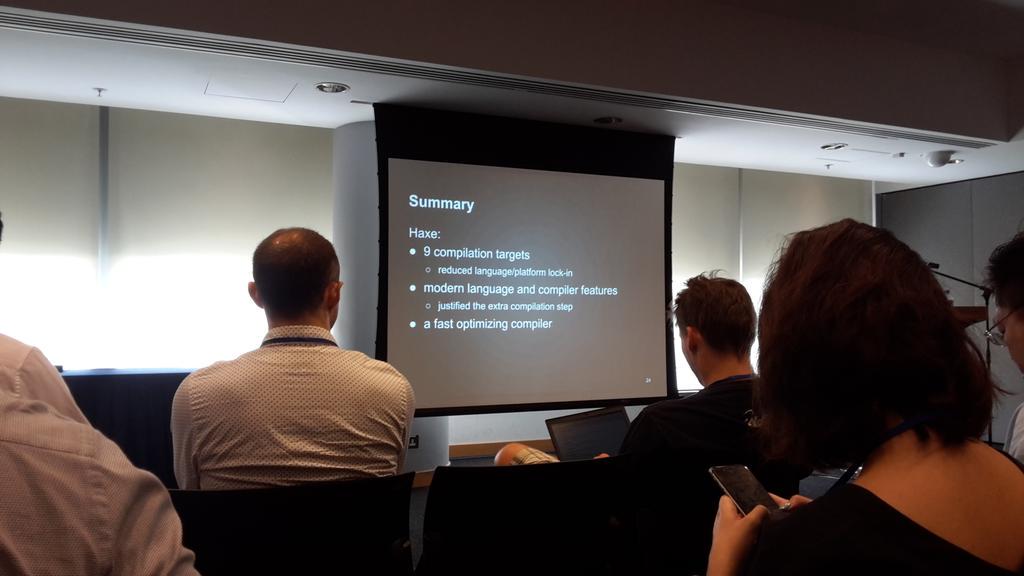 Summary
Haxe:
● 9 compilation targets
○ reduced language/platform lock-in
● modern language and compiler features
○ justified the extra compilation step
● a fast optimizing compiler
24